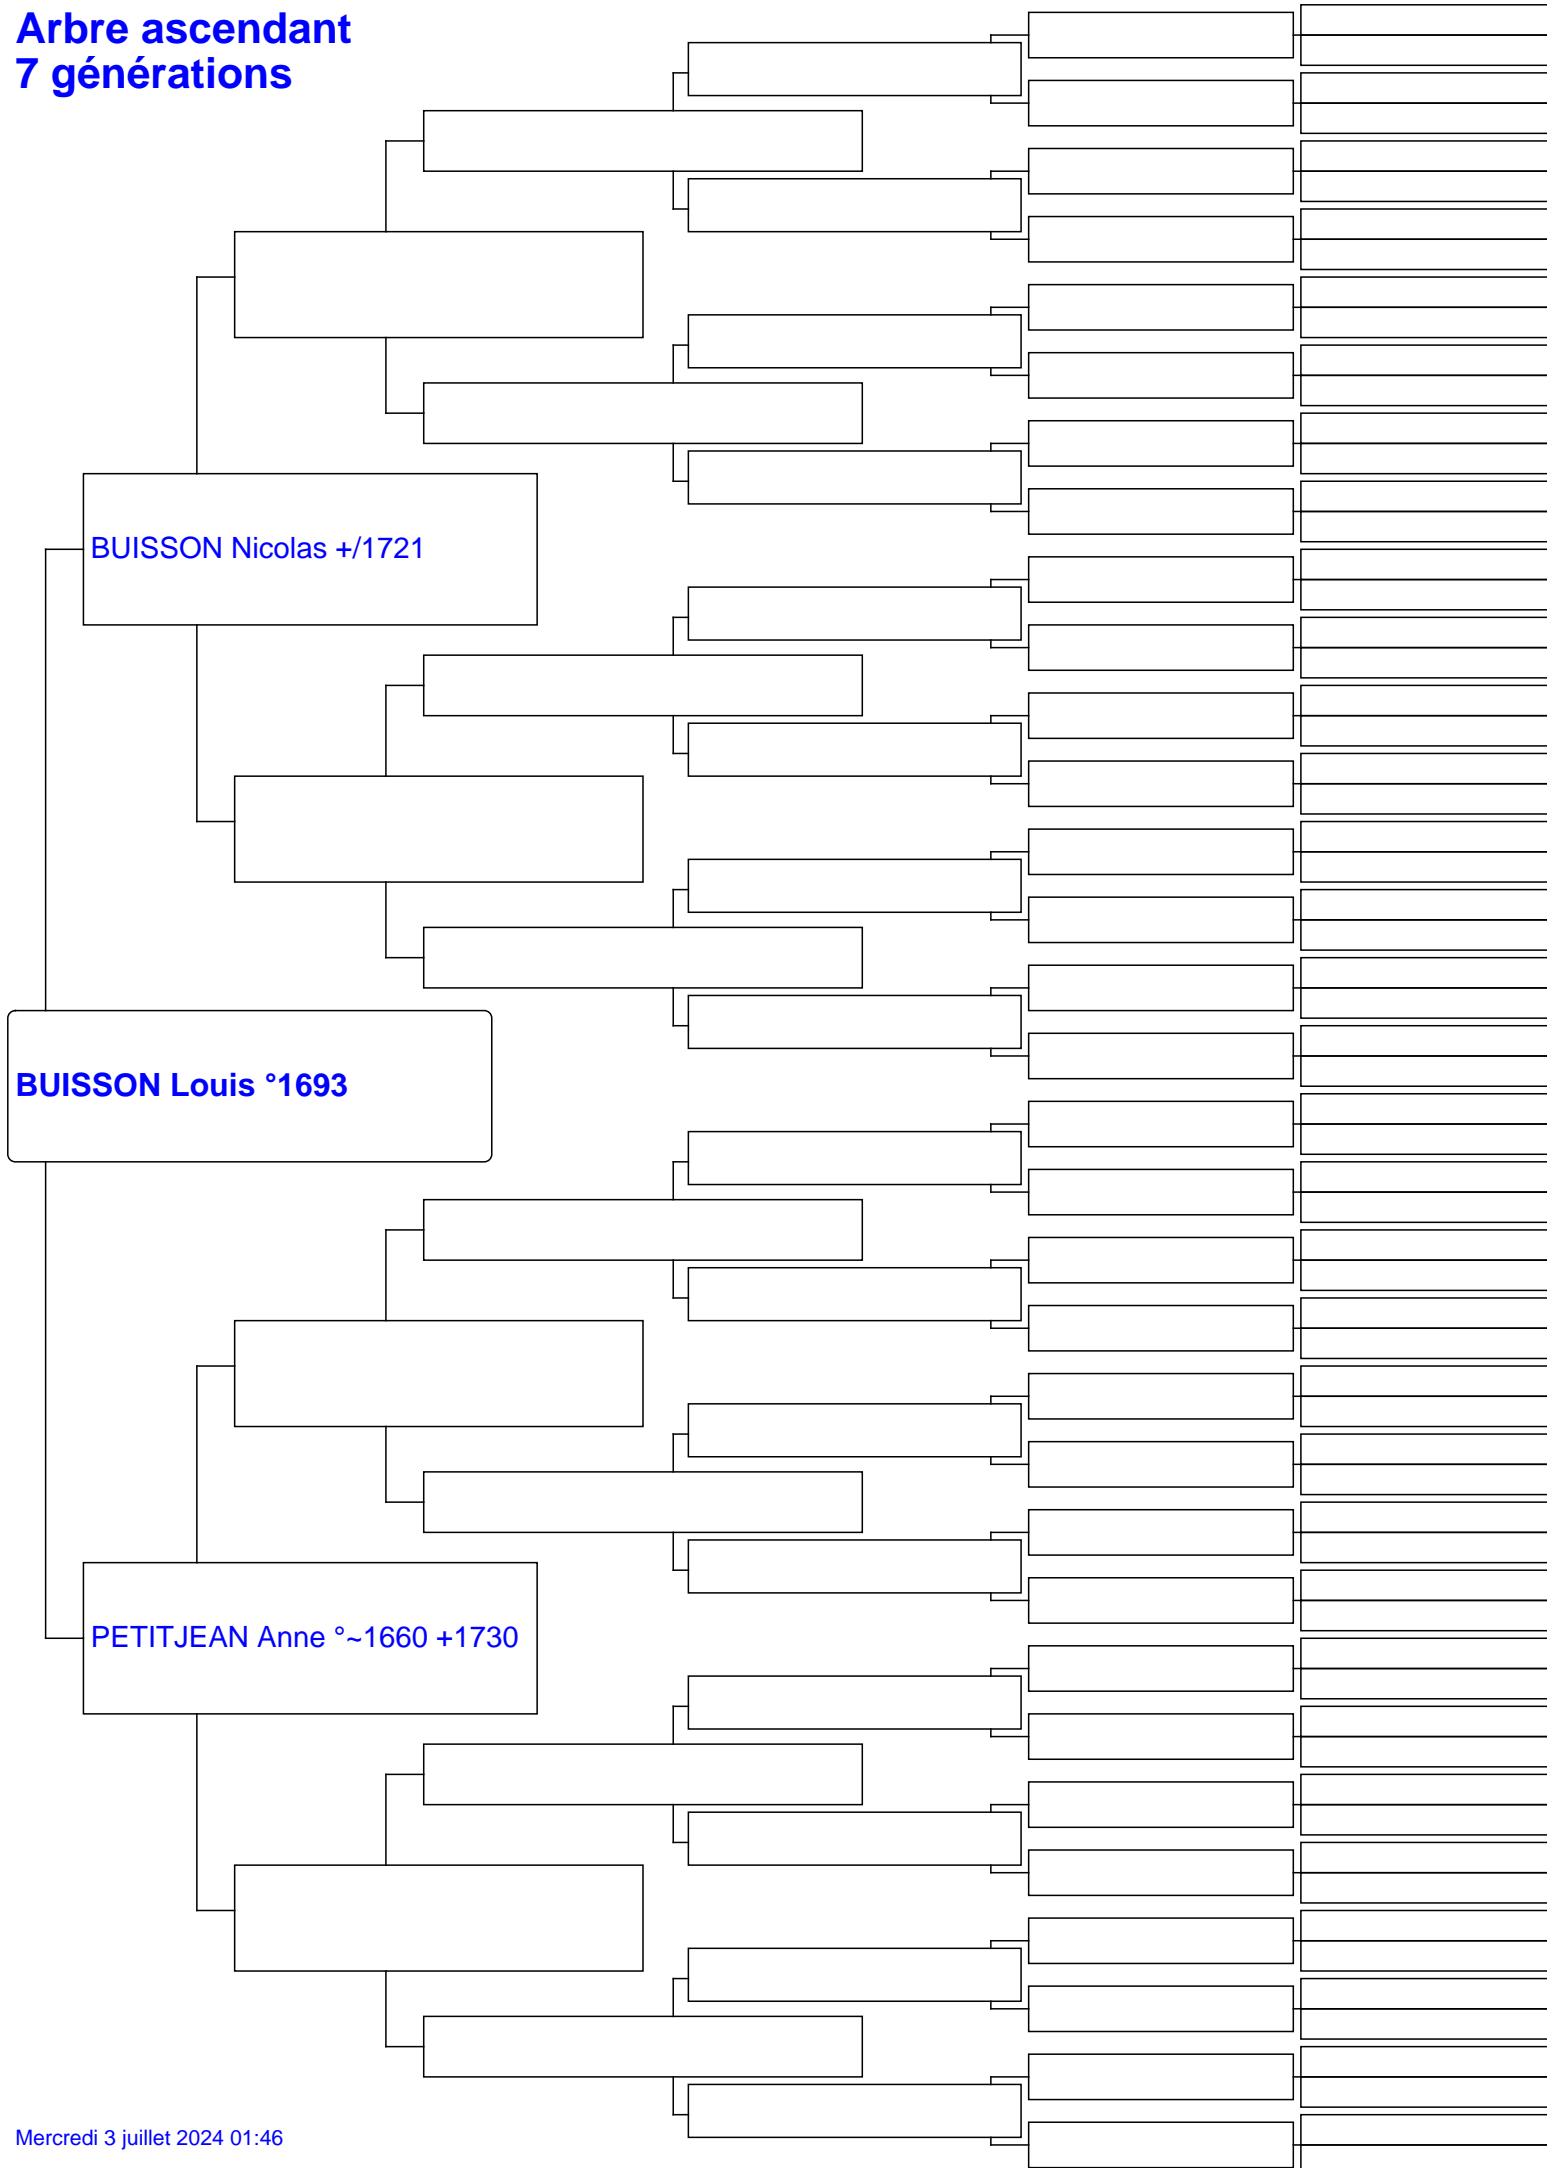 Arbre ascendant
7 générations
BUISSON Nicolas +/1721
BUISSON Louis °1693
PETITJEAN Anne °~1660 +1730
Mercredi 3 juillet 2024 01:46